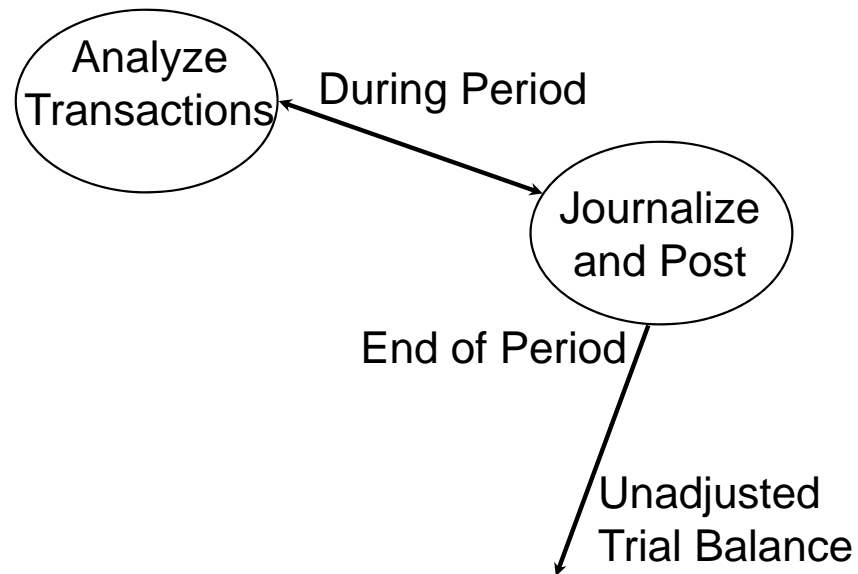 Analyze
Transactions
During Period
Journalize
and Post
End of Period
Unadjusted
Trial Balance